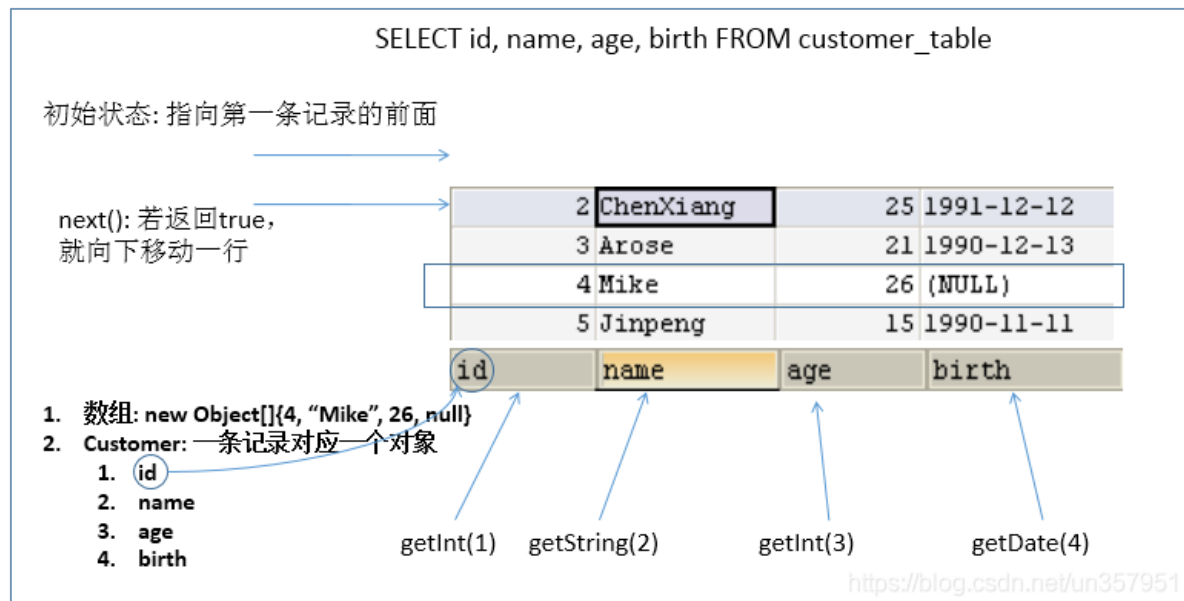 SELECT id, name, age, birth FROM customer_table
初始状态: 指向第一条记录的前面
next(): 若返回true，
就向下移动一行
2 ChenXiang 25 1991-12-12
3 Arose 21 1990-12-13
4 Mike 26 (NULL)
5 Jinpeng 15 1990-11-11
id name age birth
1. 数组: new Object[]{4, “Mike”, 26, null}
2. Customer: 一条记录对应一个对象
1. id
2. name
3. age
4. birth
getInt(1) getString(2) getInt(3) getDate(4)
https://blog.csdn.net/un357951